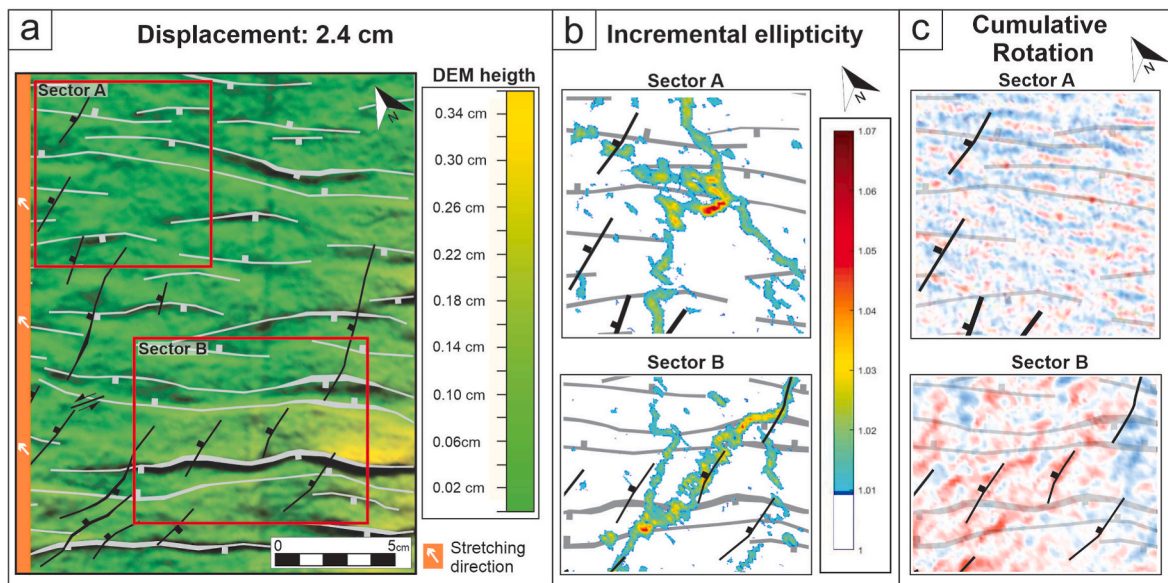 a
Displacement: 2.4 cm
Sector A
N
Sector B
0
5cm
DEM heigth
0.34 cm
0.30 cm
0.26 cm
0.22 cm
0.18 cm
0.14 cm
0.10 cm
0.06cm
0.02 cm
Stretching
direction
b
Incremental ellipticity
Sector A
N
Sector B
1.07
1.06
1.05
1.04
1.03
1.02
1.01
1
c
Cumulative
Rotation
Sector A
N
Sector B